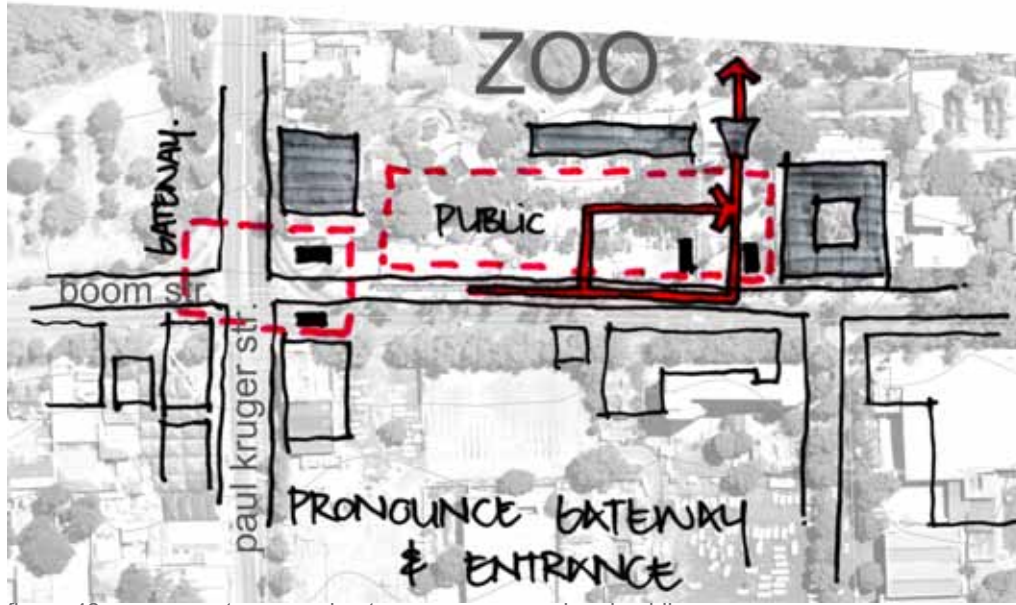 ZOO
GATEWAY.
PUBLIC
boom str.
paul kruger str.
PRONOUNCE GATEWAY
& ENTRANCE